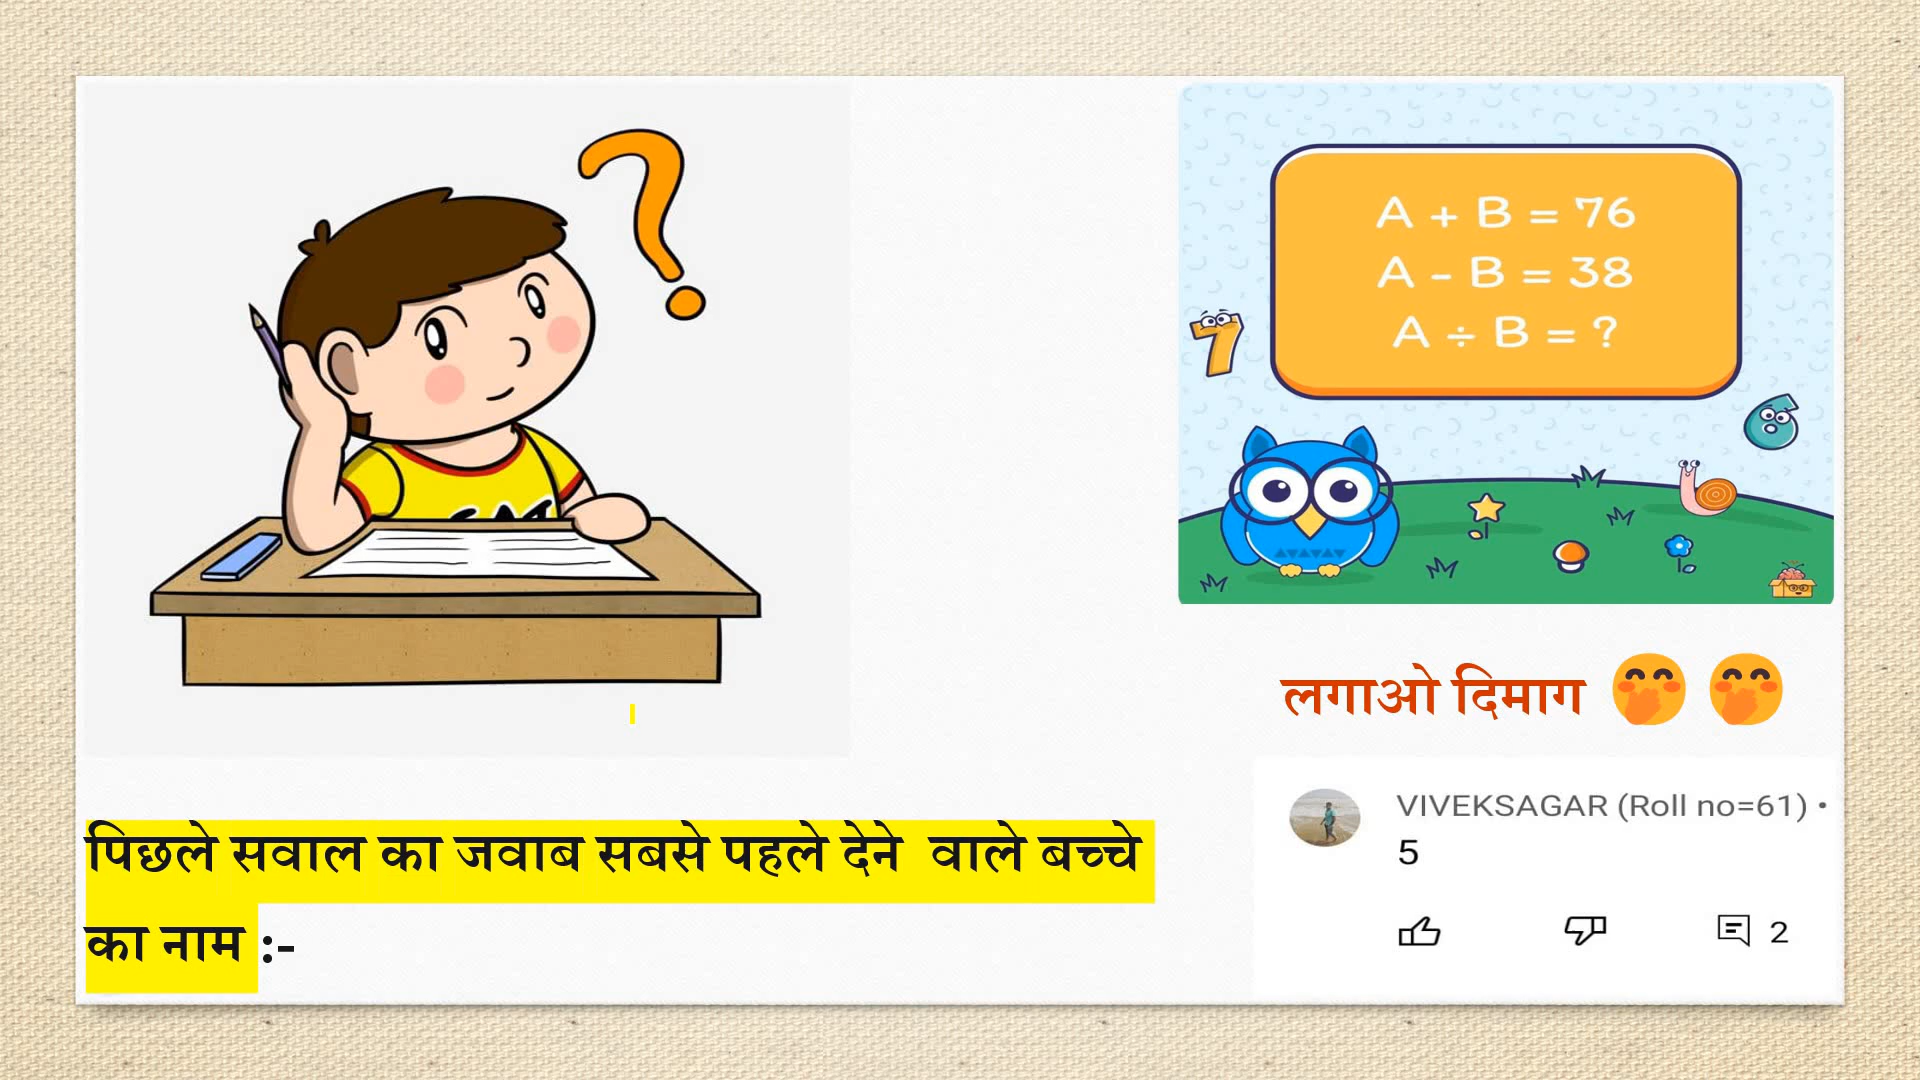 A + B = 76
A - B = 38
A ÷ B = ?
लगाओ दिमाग 🤭 🤭
पिछले सवाल का जवाब सबसे पहले देने वाले बच्चे
का नाम :-
VIVEKSAGAR (Roll no=61) •
5
2